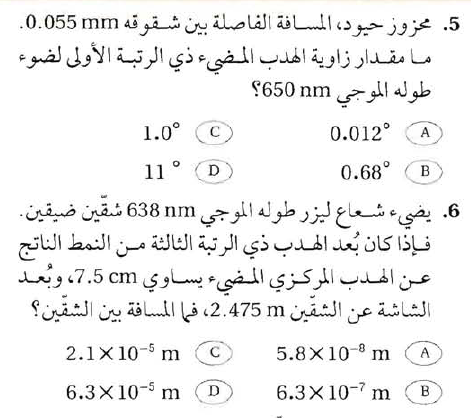 5. محزوز حيود، المسافة الفاصلة بين شقوقه 0.055 mm.
ما مقدار زاوية الهدب المضيء ذي الرتبة الأولى لضوء
طوله الموجي 650 nm؟
A 0.012° C 1.0°
B 0.68° D 11°
6. يضيء شعاع ليزر طوله الموجي 638 nm شقّين ضيقين.
فإذا كان بُعد الهدب ذي الرتبة الثالثة من النمط الناتج
عن الهدب المركزي المضيء يساوي 7.5 cm، وبُعد
الشاشة عن الشقّين 2.475 m، فما المسافة بين الشقّين؟
A 5.8×10⁻⁸ m C 2.1×10⁻⁵ m
B 6.3×10⁻⁷ m D 6.3×10⁻⁵ m